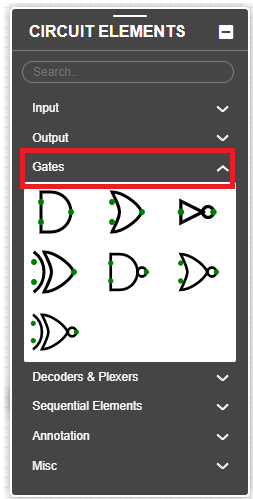 CIRCUIT ELEMENTS
Search..
Input
Output
Gates
Decoders & Plexers
Sequential Elements
Annotation
Misc